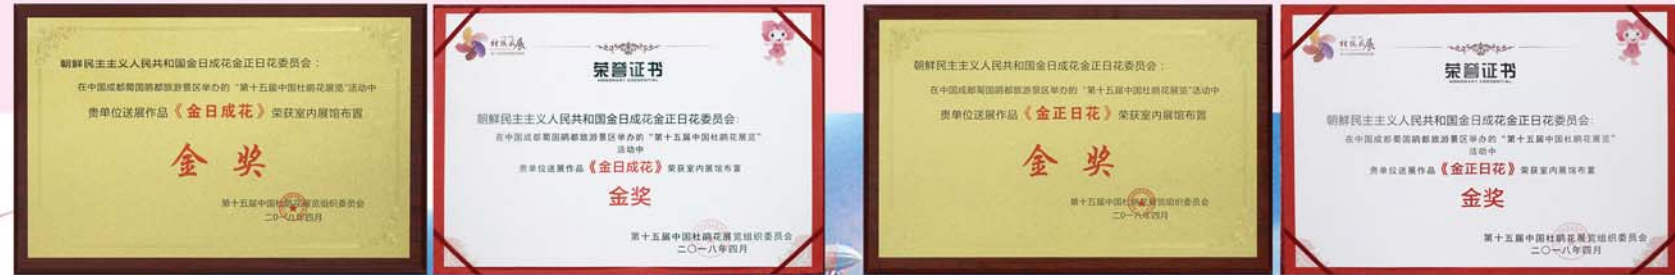 朝鲜民主主义人民共和国金日成花金正日花委员会：
在中国成都蜀国鹃都旅游景区举办的“第十五届中国杜鹃花展览”活动中
贵单位送展作品《金日成花》荣获室内展馆布置
金 奖
第十五届中国杜鹃花展览组织委员会
二〇一八年四月
荣誉证书
朝鲜民主主义人民共和国金日成花金正日花委员会：
在中国成都蜀国鹃都旅游景区举办的“第十五届中国杜鹃花展览”
活动中
贵单位送展作品《金日成花》荣获室内展馆布置
金奖
第十五届中国杜鹃花展览组织委员会
二〇一八年四月
朝鲜民主主义人民共和国金日成花金正日花委员会：
在中国成都蜀国鹃都旅游景区举办的“第十五届中国杜鹃花展览”活动中
贵单位送展作品《金正日花》荣获室内展馆布置
金 奖
第十五届中国杜鹃花展览组织委员会
二〇一八年四月
荣誉证书
朝鲜民主主义人民共和国金日成花金正日花委员会：
在中国成都蜀国鹃都旅游景区举办的“第十五届中国杜鹃花展览”
活动中
贵单位送展作品《金正日花》荣获室内展馆布置
金奖
第十五届中国杜鹃花展览组织委员会
二〇一八年四月